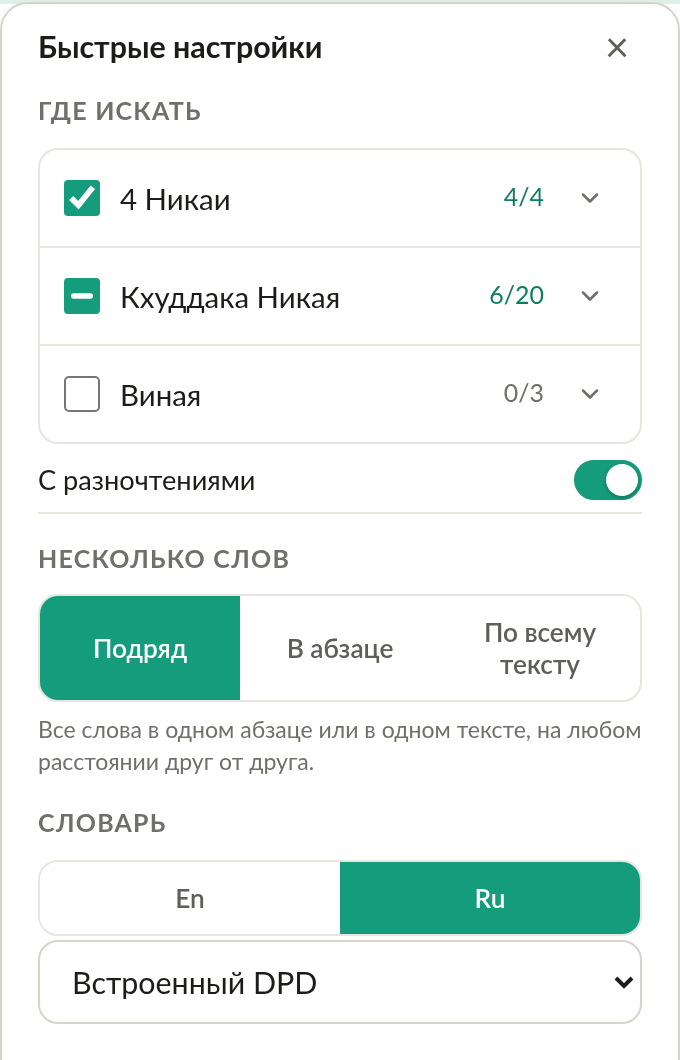 Быстрые настройки
ГДЕ ИСКАТЬ
4 Никаи 4/4
Кхуддака Никая 6/20
Виная 0/3
С разночтениями
НЕСКОЛЬКО СЛОВ
Подряд
В абзаце
По всему
тексту
Все слова в одном абзаце или в одном тексте, на любом
расстоянии друг от друга.
СЛОВАРЬ
En
Ru
Встроенный DPD